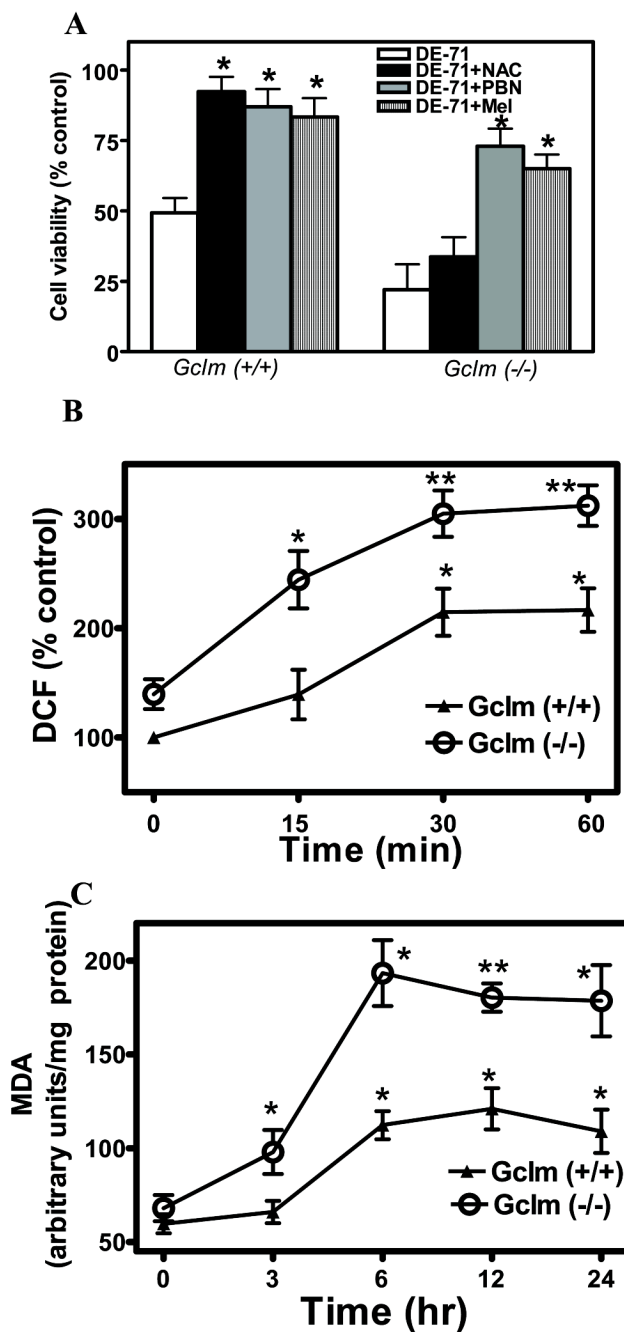 A
Cell viability (% control)
100
75
50
25
0
DE-71
DE-71+NAC
DE-71+PBN
DE-71+Mel
* * *
* *
Gclm (+/+)
Gclm (-/-)
B
DCF (% control)
300
200
100
* ** **
* *
Gclm (+/+)
Gclm (-/-)
0 15 30 60
Time (min)
C
MDA
(arbitrary units/mg protein)
200
150
100
50
* * ** *
* * *
Gclm (+/+)
Gclm (-/-)
0 3 6 12 24
Time (hr)